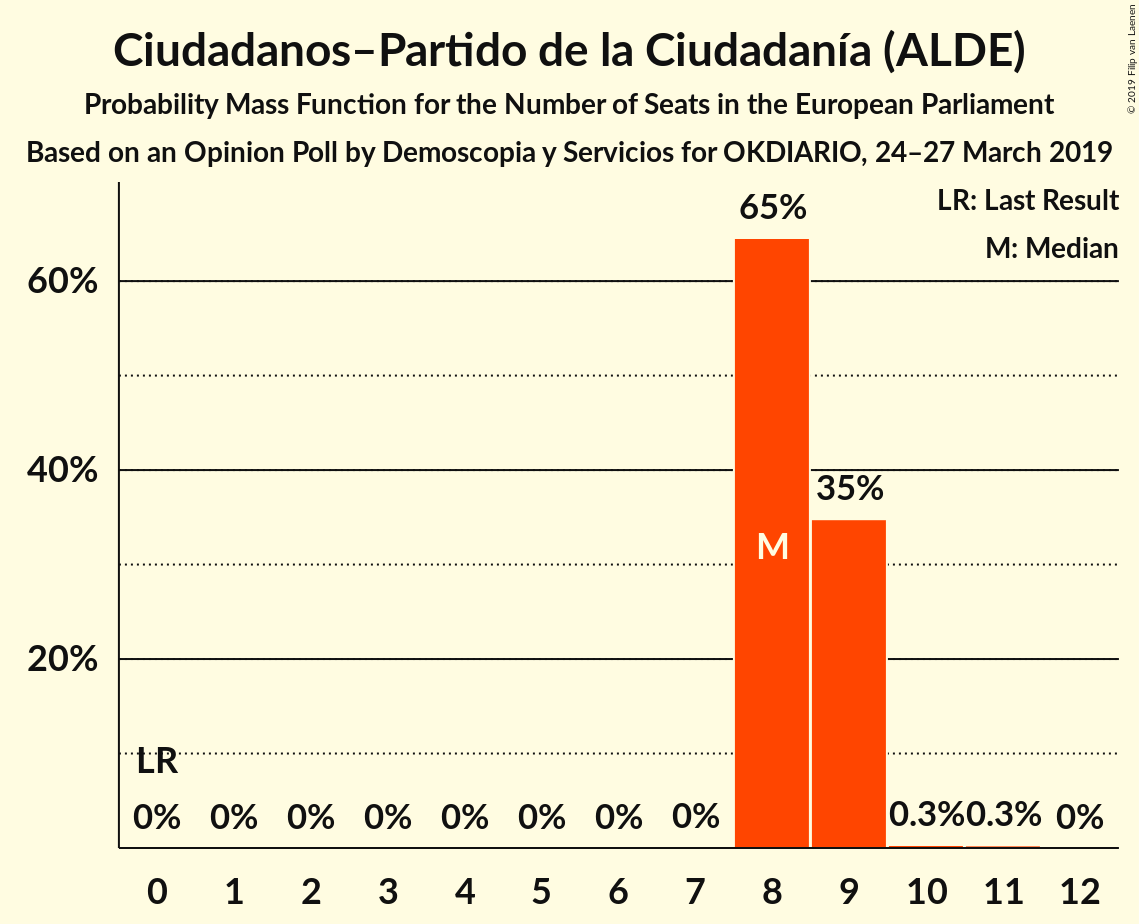 Ciudadanos–Partido de la Ciudadanía (ALDE)
Probability Mass Function for the Number of Seats in the European Parliament
Based on an Opinion Poll by Demoscopia y Servicios for OKDIARIO, 24–27 March 2019
© 2019 Filip van Laenen
LR: Last Result
M: Median
65%
60%
40%
35%
M
20%
LR
0% 0% 0% 0% 0% 0% 0% 0% 0.3% 0.3% 0%
0 1 2 3 4 5 6 7 8 9 10 11 12